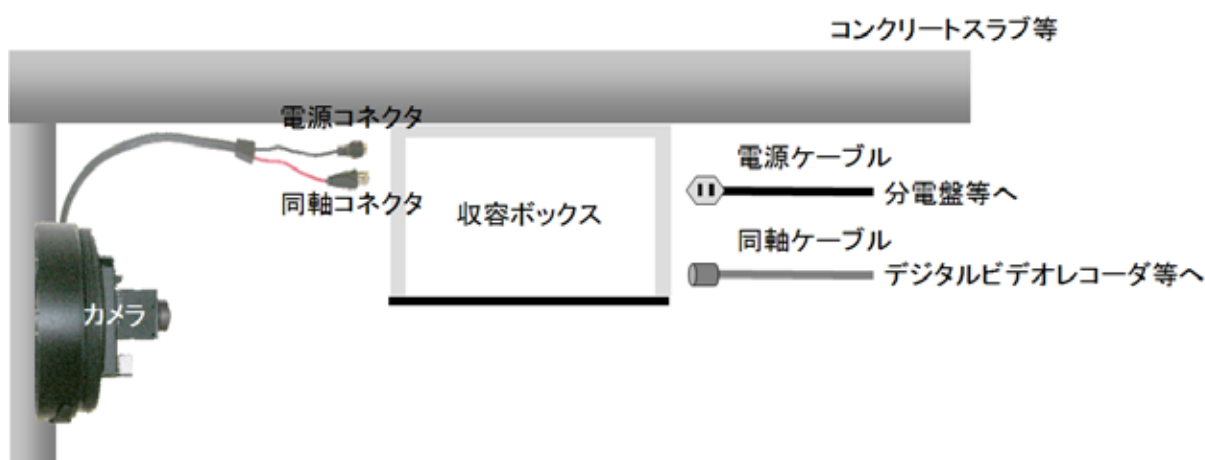 コンクリートスラブ等
電源コネクタ
同軸コネクタ
収容ボックス
電源ケーブル
分電盤等へ
同軸ケーブル
デジタルビデオレコーダ等へ
カメラ